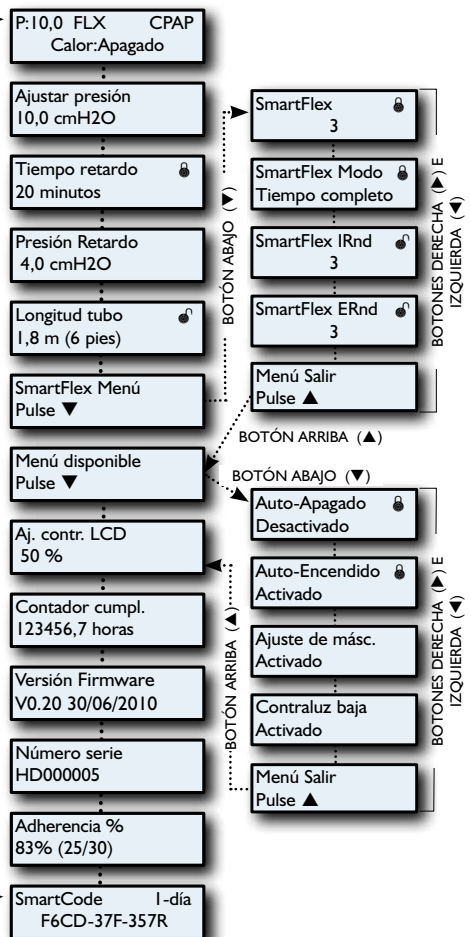 P:10,0 FLX CPAP
Calor:Apagado
Ajustar presión
10,0 cmH2O
Tiempo retardo
20 minutos
Presión Retardo
4,0 cmH2O
Longitud tubo
1,8 m (6 pies)
SmartFlex Menú
Pulse ▼
BOTÓN ABAJO (▼)
SmartFlex
3
SmartFlex Modo
Tiempo completo
SmartFlex IRnd
3
SmartFlex ERnd
3
Menú Salir
Pulse ▲
BOTONES DERECHA (▲) E
IZQUIERDA (▼)
BOTÓN ARRIBA (▲)
Menú disponible
Pulse ▼
BOTÓN ABAJO (▼)
Auto-Apagado
Desactivado
Auto-Encendido
Activado
Ajuste de másc.
Activado
Contraluz baja
Activado
Menú Salir
Pulse ▲
BOTONES DERECHA (▲) E
IZQUIERDA (▼)
BOTÓN ARRIBA (▲)
Aj. contr. LCD
50 %
Contador cumpl.
123456,7 horas
Versión Firmware
V0.20 30/06/2010
Número serie
HD000005
Adherencia %
83% (25/30)
SmartCode 1-día
F6CD-37F-357R